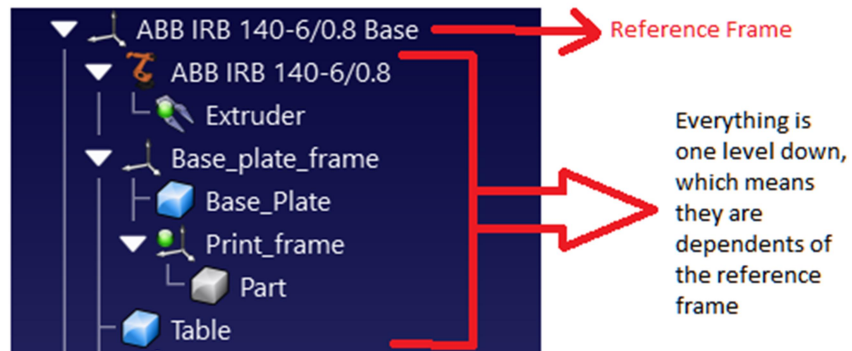 ABB IRB 140-6/0.8 Base
Reference Frame
ABB IRB 140-6/0.8
Extruder
Base_plate_frame
Base_Plate
Print_frame
Part
Table
Everything is
one level down,
which means
they are
dependents of
the reference
frame